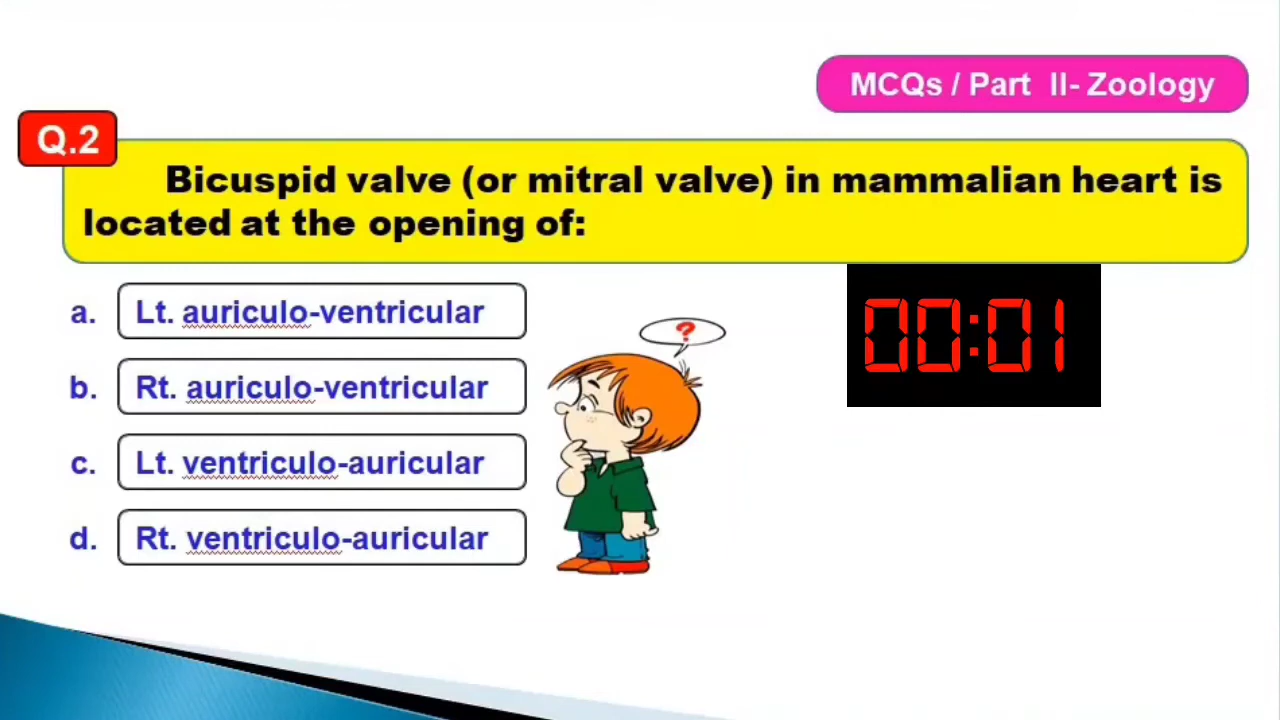 MCQs / Part II- Zoology
Q.2
Bicuspid valve (or mitral valve) in mammalian heart is
located at the opening of:
a. Lt. auriculo-ventricular
b. Rt. auriculo-ventricular
c. Lt. ventriculo-auricular
d. Rt. ventriculo-auricular
?
00:01